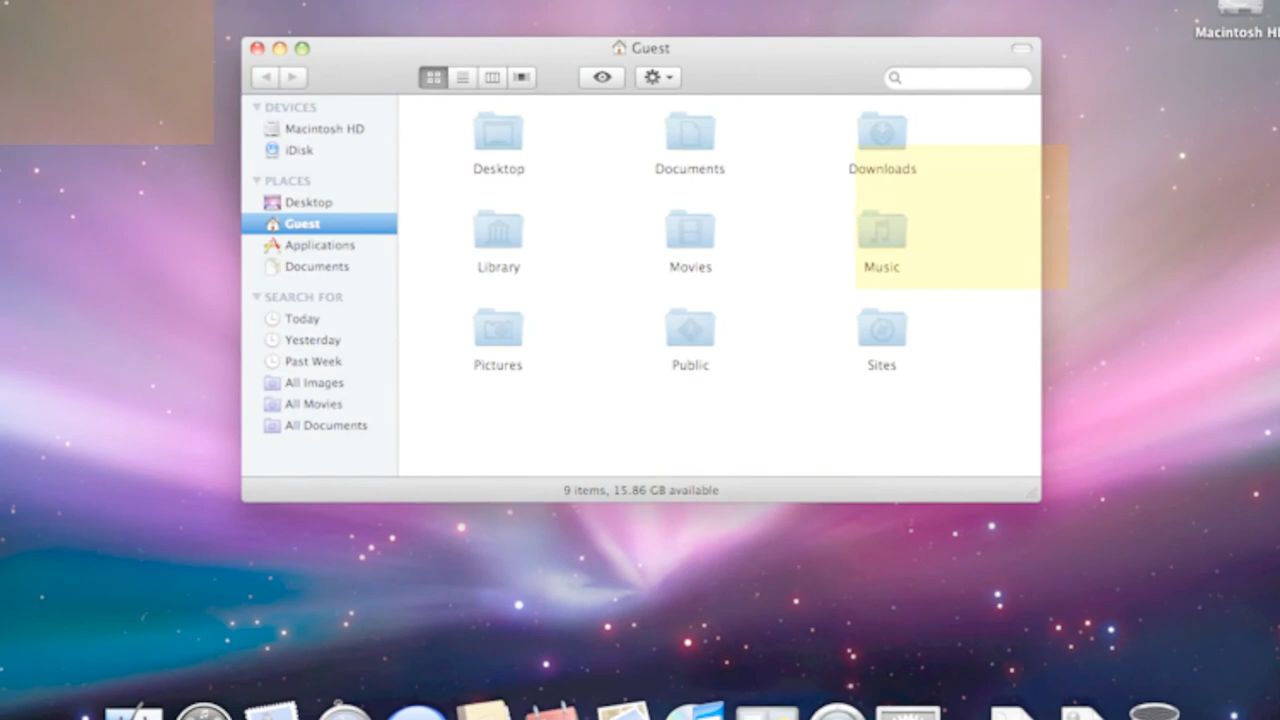 Macintosh H
Guest
DEVICES
Macintosh HD
iDisk
PLACES
Desktop
Guest
Applications
Documents
SEARCH FOR
Today
Yesterday
Past Week
All Images
All Movies
All Documents
Desktop
Documents
Downloads
Library
Movies
Music
Pictures
Public
Sites
9 items, 15.86 GB available